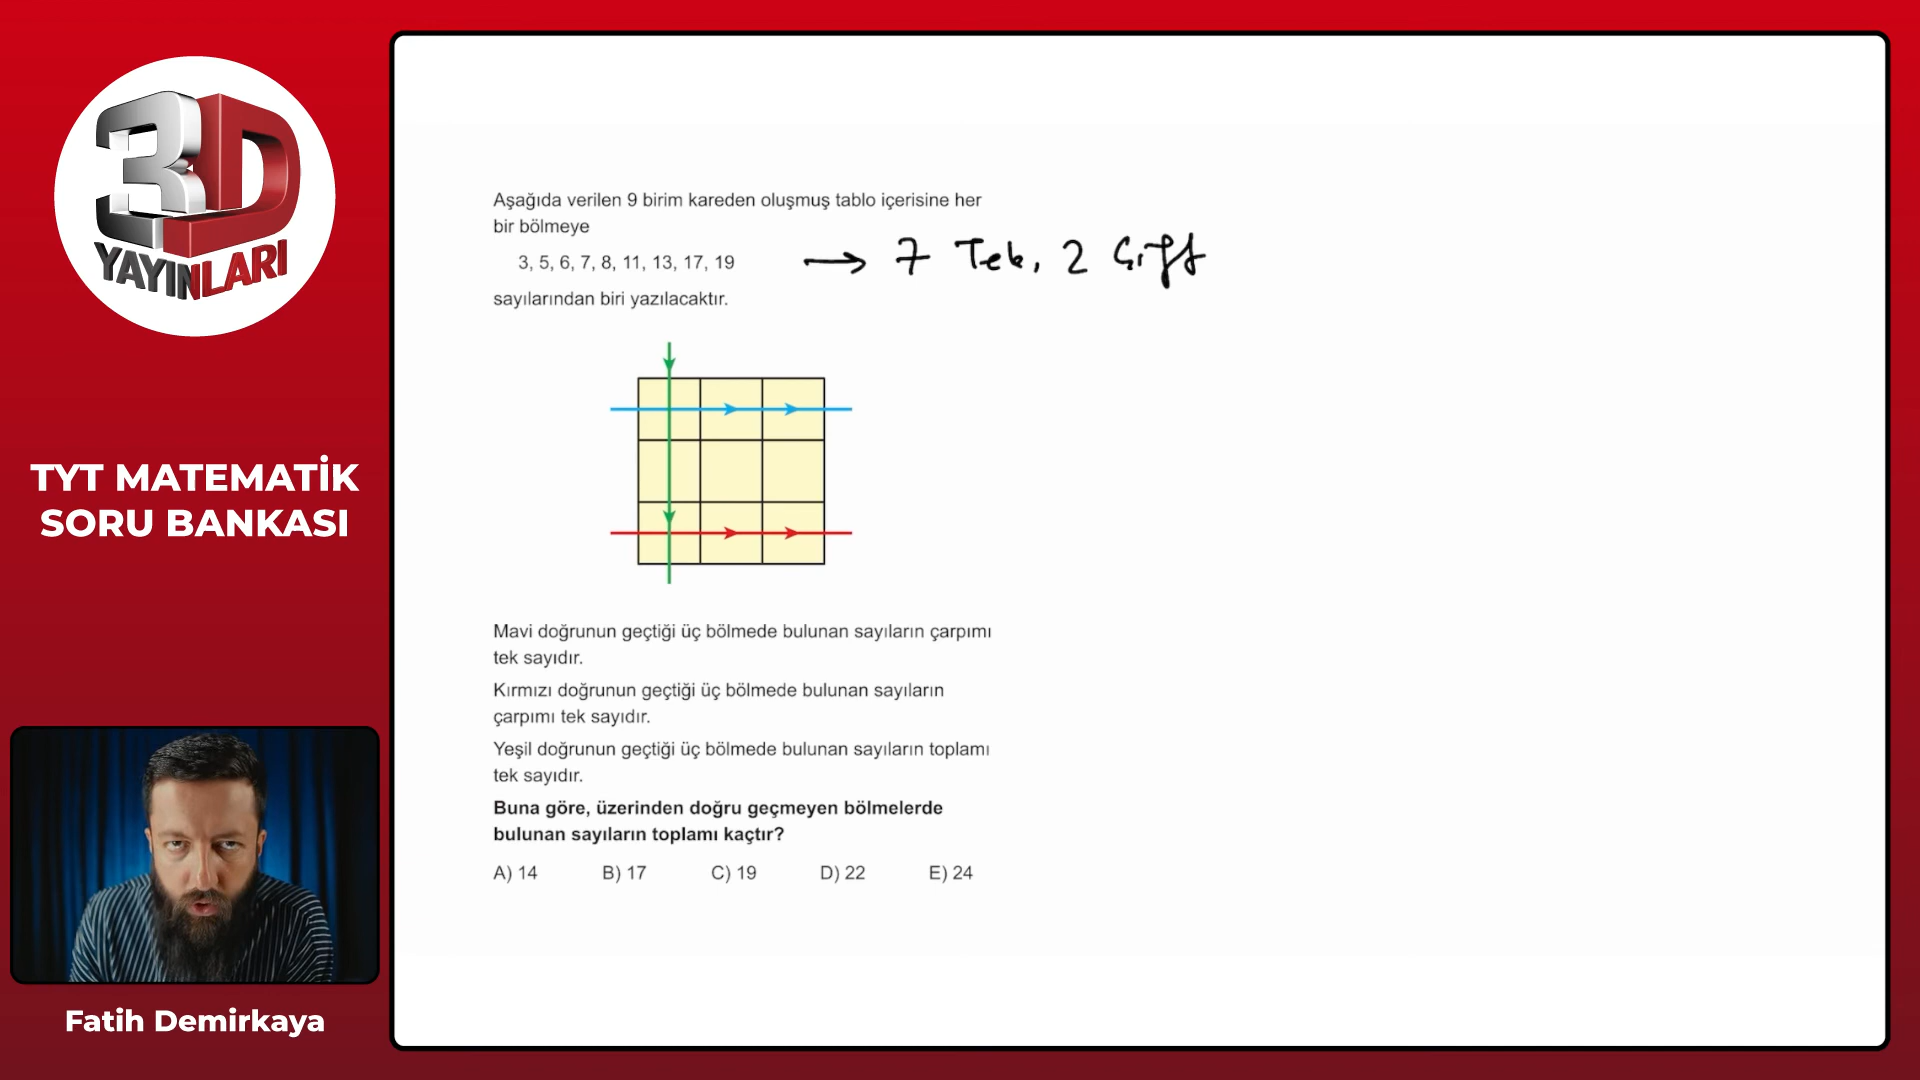 3D
YAYINLARI
TYT MATEMATİK
SORU BANKASI
Fatih Demirkaya
Aşağıda verilen 9 birim kareden oluşmuş tablo içerisine her
bir bölmeye
3, 5, 6, 7, 8, 11, 13, 17, 19 → 7 Tek, 2 Çift
sayılarından biri yazılacaktır.
Mavi doğrunun geçtiği üç bölmede bulunan sayıların çarpımı
tek sayıdır.
Kırmızı doğrunun geçtiği üç bölmede bulunan sayıların
çarpımı tek sayıdır.
Yeşil doğrunun geçtiği üç bölmede bulunan sayıların toplamı
tek sayıdır.
Buna göre, üzerinden doğru geçmeyen bölmelerde
bulunan sayıların toplamı kaçtır?
A) 14 B) 17 C) 19 D) 22 E) 24